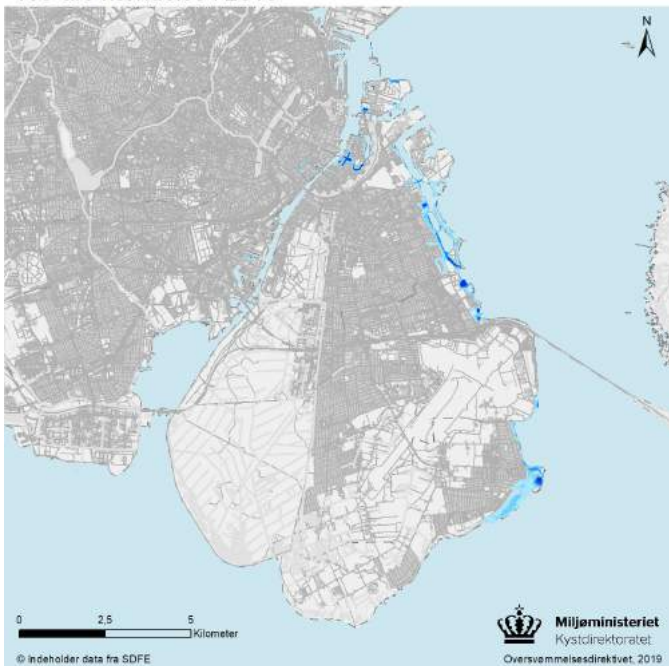 N
0 2,5 5
Kilometer
Miljøministeriet
Kystdirektoratet
© Indeholder data fra SDFE
Oversvømmelsesdirektivet, 2019